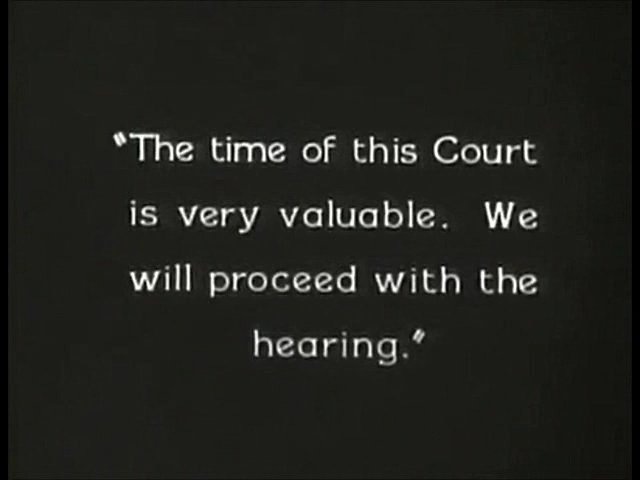 "The time of this Court
is very valuable. We
will proceed with the
hearing."